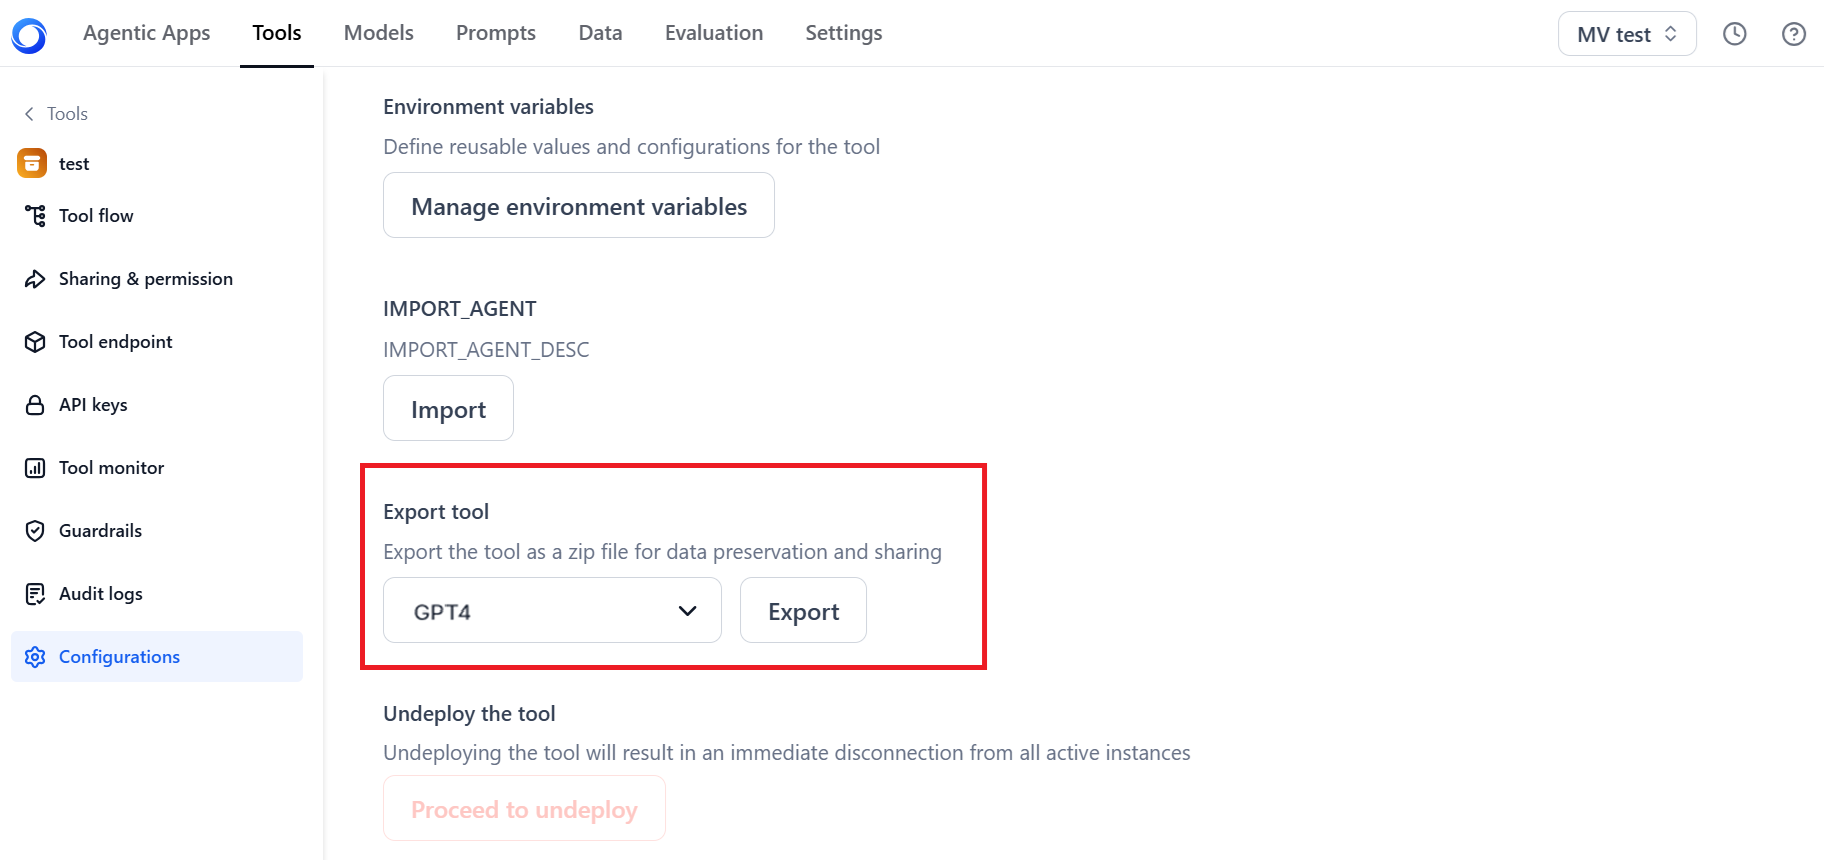 Agentic Apps Tools Models Prompts Data Evaluation Settings MV test
Tools
test
Tool flow
Sharing & permission
Tool endpoint
API keys
Tool monitor
Guardrails
Audit logs
Configurations
Environment variables
Define reusable values and configurations for the tool
Manage environment variables
IMPORT_AGENT
IMPORT_AGENT_DESC
Import
Export tool
Export the tool as a zip file for data preservation and sharing
GPT4 Export
Undeploy the tool
Undeploying the tool will result in an immediate disconnection from all active instances
Proceed to undeploy